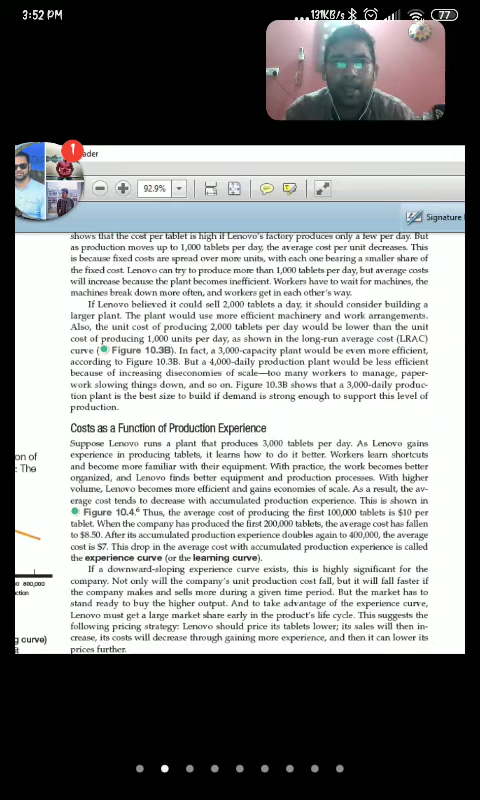 3:52 PM
...131KB/s
77
ader
92.9%
Signature
shows that the cost per tablet is high if Lenovo's factory produces only a few per day. But
as production moves up to 1,000 tablets per day, the average cost per unit decreases. This
is because fixed costs are spread over more units, with each one bearing a smaller share of
the fixed cost. Lenovo can try to produce more than 1,000 tablets per day, but average costs
will increase because the plant becomes inefficient. Workers have to wait for machines, the
machines break down more often, and workers get in each other's way.
If Lenovo believed it could sell 2,000 tablets a day, it should consider building a
larger plant. The plant would use more efficient machinery and work arrangements.
Also, the unit cost of producing 2,000 tablets per day would be lower than the unit
cost of producing 1,000 units per day, as shown in the long-run average cost (LRAC)
curve (Figure 10.3B). In fact, a 3,000-capacity plant would be even more efficient,
according to Figure 10.3B. But a 4,000-daily production plant would be less efficient
because of increasing diseconomies of scale—too many workers to manage, paper-
work slowing things down, and so on. Figure 10.3B shows that a 3,000-daily produc-
tion plant is the best size to build if demand is strong enough to support this level of
production.
Costs as a Function of Production Experience
Suppose Lenovo runs a plant that produces 3,000 tablets per day. As Lenovo gains
experience in producing tablets, it learns how to do it better. Workers learn shortcuts
and become more familiar with their equipment. With practice, the work becomes better
organized, and Lenovo finds better equipment and production processes. With higher
volume, Lenovo becomes more efficient and gains economies of scale. As a result, the av-
erage cost tends to decrease with accumulated production experience. This is shown in
Figure 10.4.⁶ Thus, the average cost of producing the first 100,000 tablets is $10 per
tablet. When the company has produced the first 200,000 tablets, the average cost has fallen
to $8.50. After its accumulated production experience doubles again to 400,000, the average
cost is $7. This drop in the average cost with accumulated production experience is called
the experience curve (or the learning curve).
If a downward-sloping experience curve exists, this is highly significant for the
company. Not only will the company's unit production cost fall, but it will fall faster if
the company makes and sells more during a given time period. But the market has to
stand ready to buy the higher output. And to take advantage of the experience curve,
Lenovo must get a large market share early in the product's life cycle. This suggests the
following pricing strategy: Lenovo should price its tablets lower; its sales will then in-
crease, its costs will decrease through gaining more experience, and then it can lower its
prices further.
on of
: The
800,000
ction
g curve)